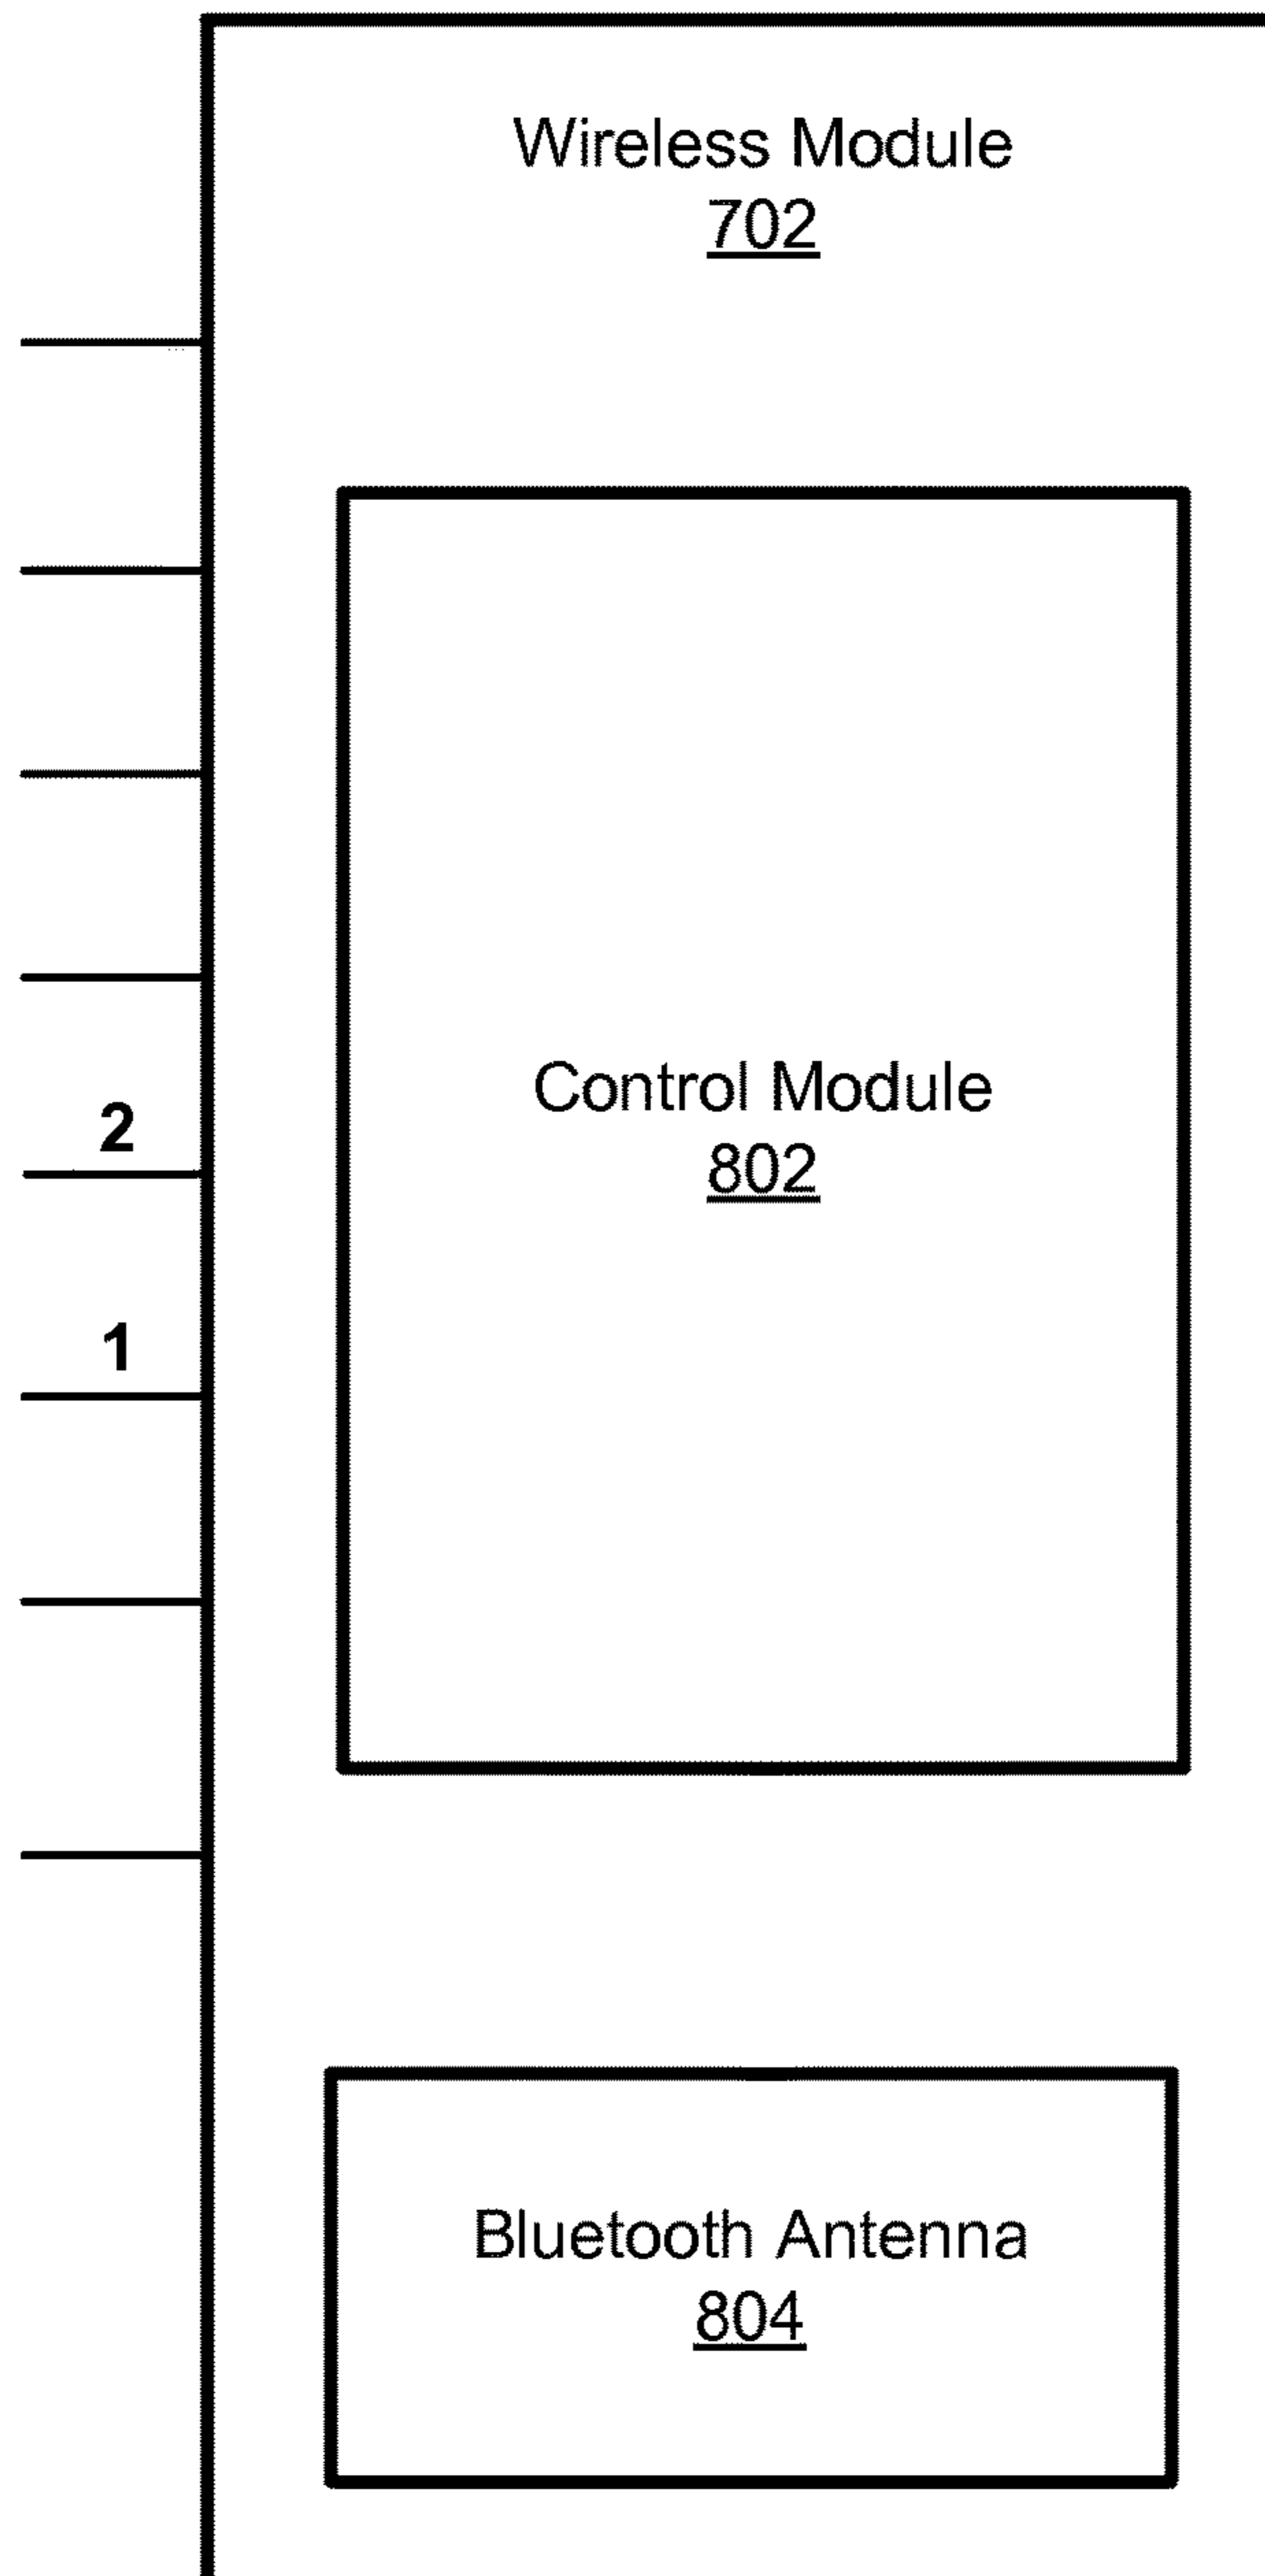 Wireless Module
702
2
Control Module
802
1
Bluetooth Antenna
804